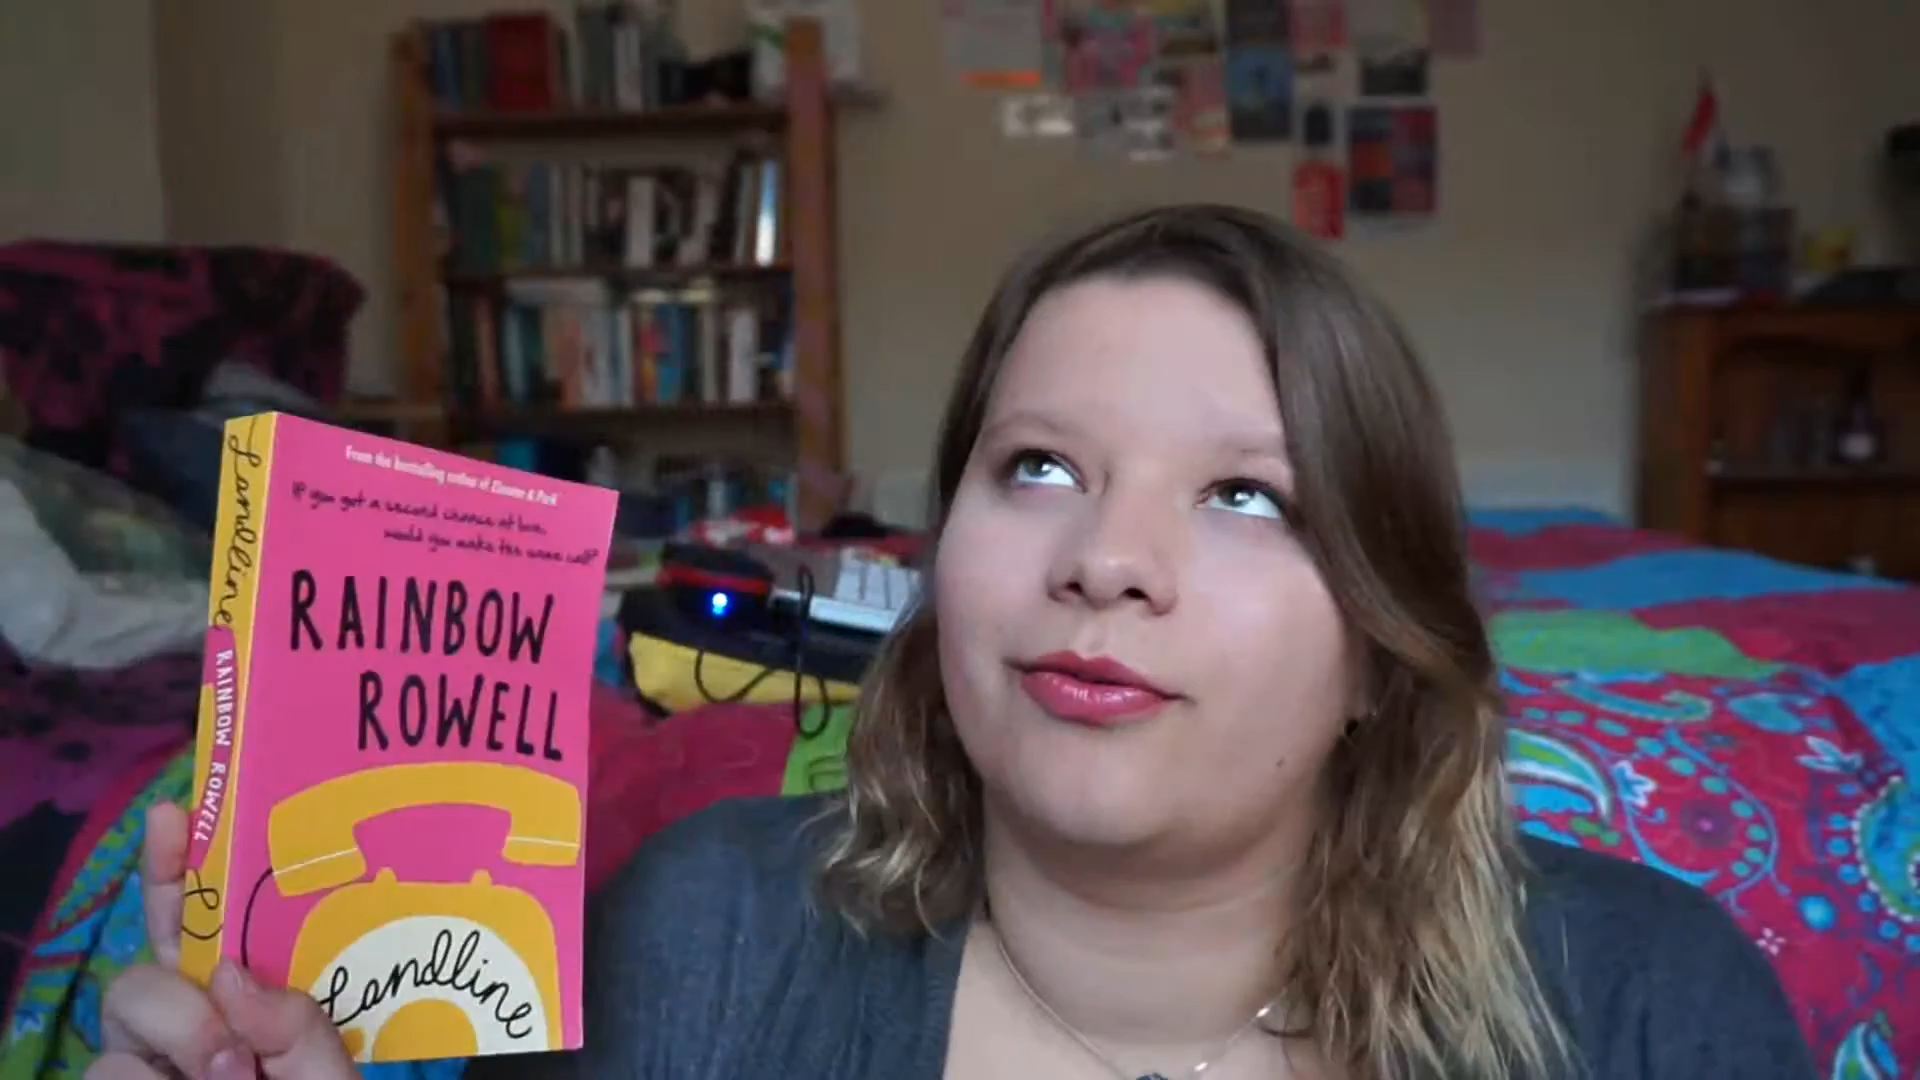 Landline
RAINBOW ROWELL
From the bestselling author of Eleanor & Park
If you got a second chance at love,
would you make the same call?
RAINBOW
ROWELL
Landline